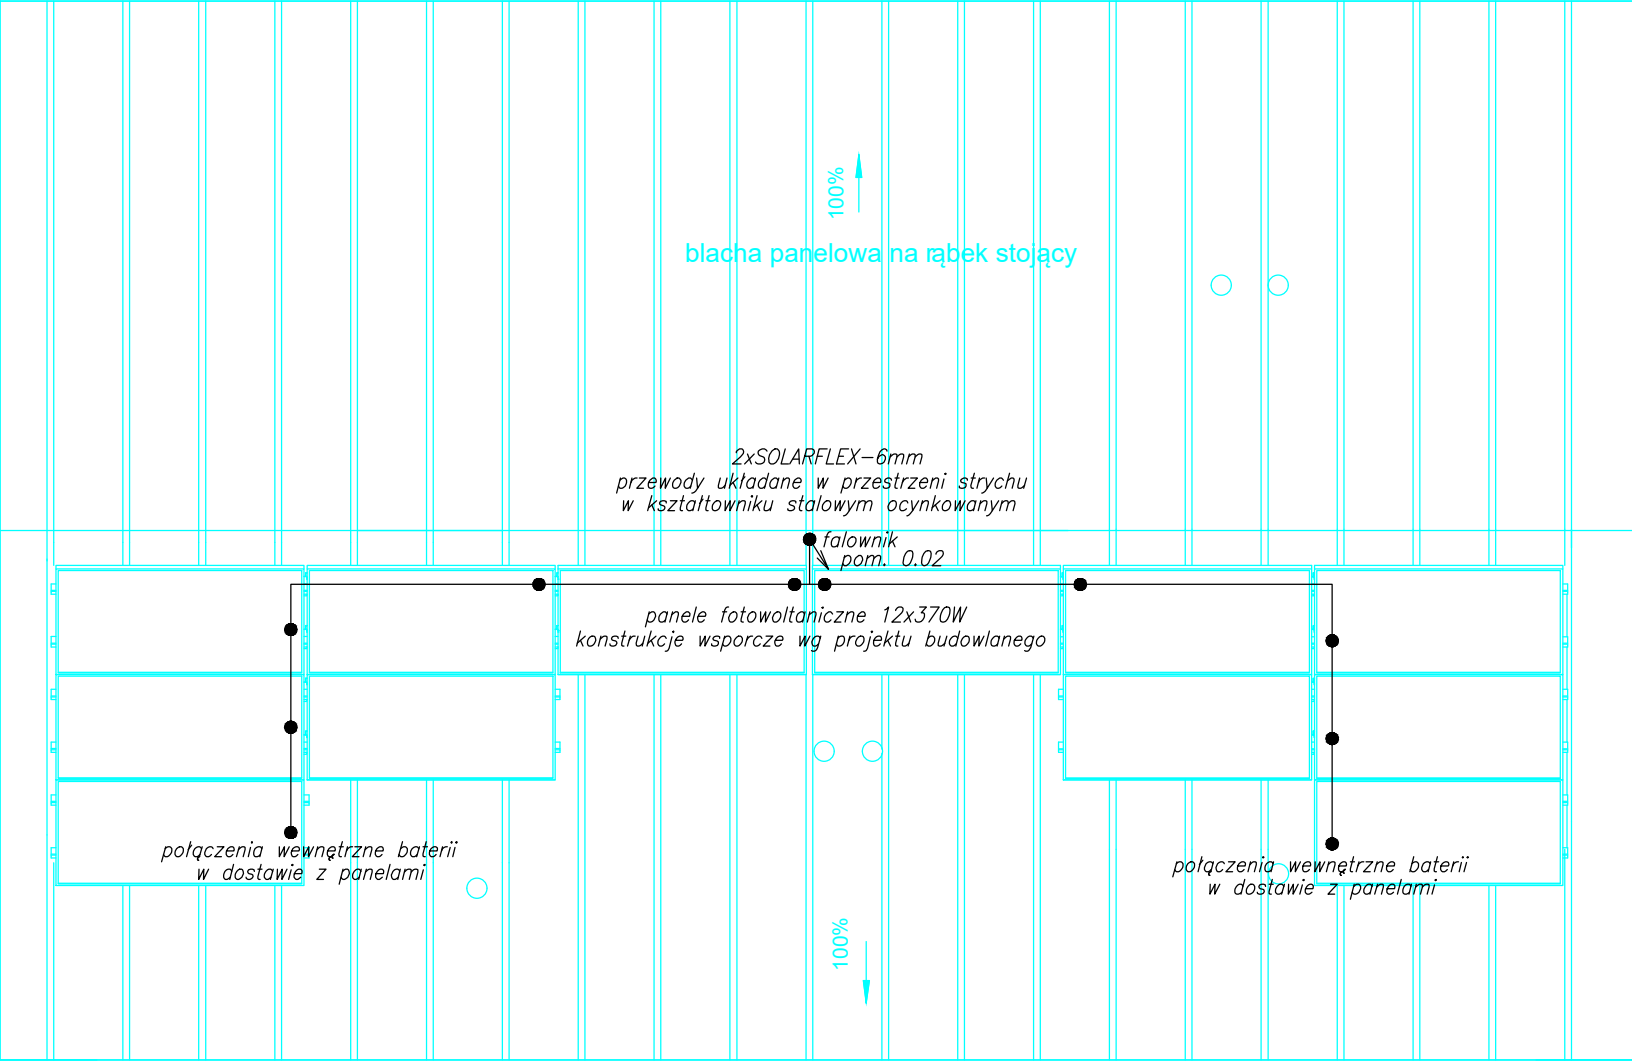 100%
blacha panelowa na rąbek stojący
2xSOLARFLEX-6mm
przewody układane w przestrzeni strychu
w kształtowniku stalowym ocynkowanym
falownik
pom. 0.02
panele fotowoltaniczne 12x370W
konstrukcje wsporcze wg projektu budowlanego
połączenia wewnętrzne baterii
w dostawie z panelami
połączenia wewnętrzne baterii
w dostawie z panelami
100%